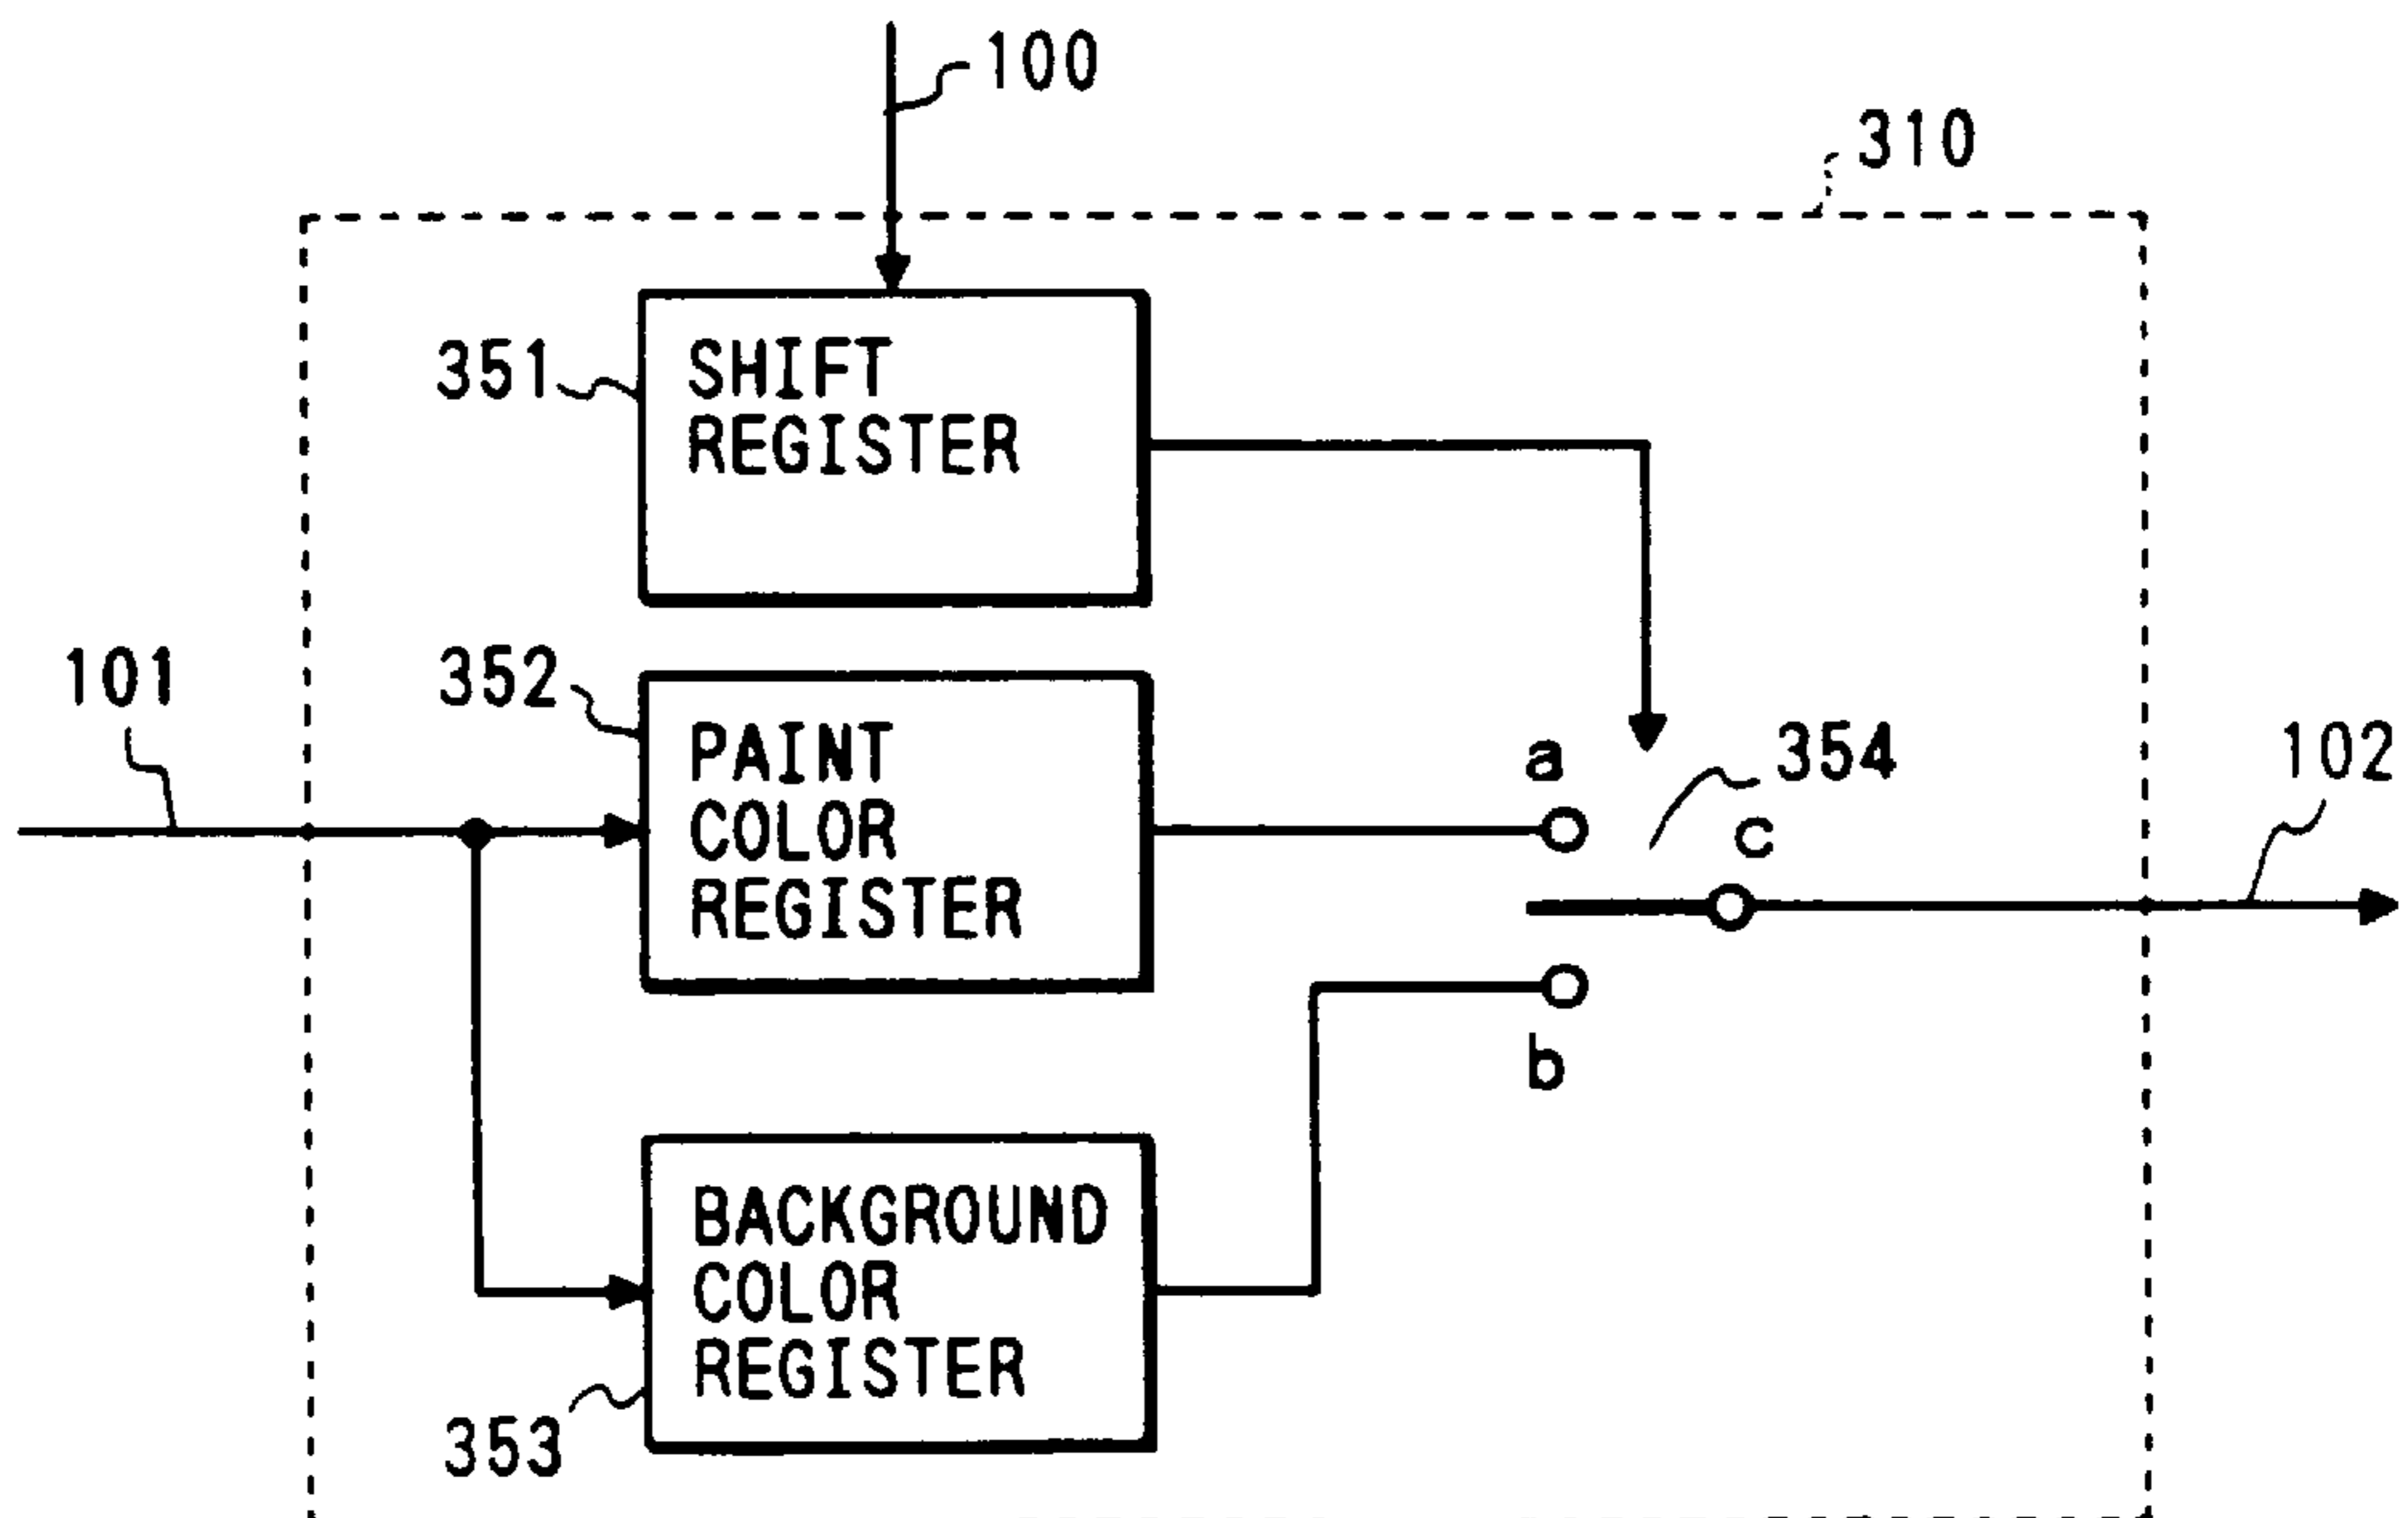 100
310
351
SHIFT
REGISTER
101
352
PAINT
COLOR
REGISTER
a
354
c
102
b
BACKGROUND
COLOR
REGISTER
353